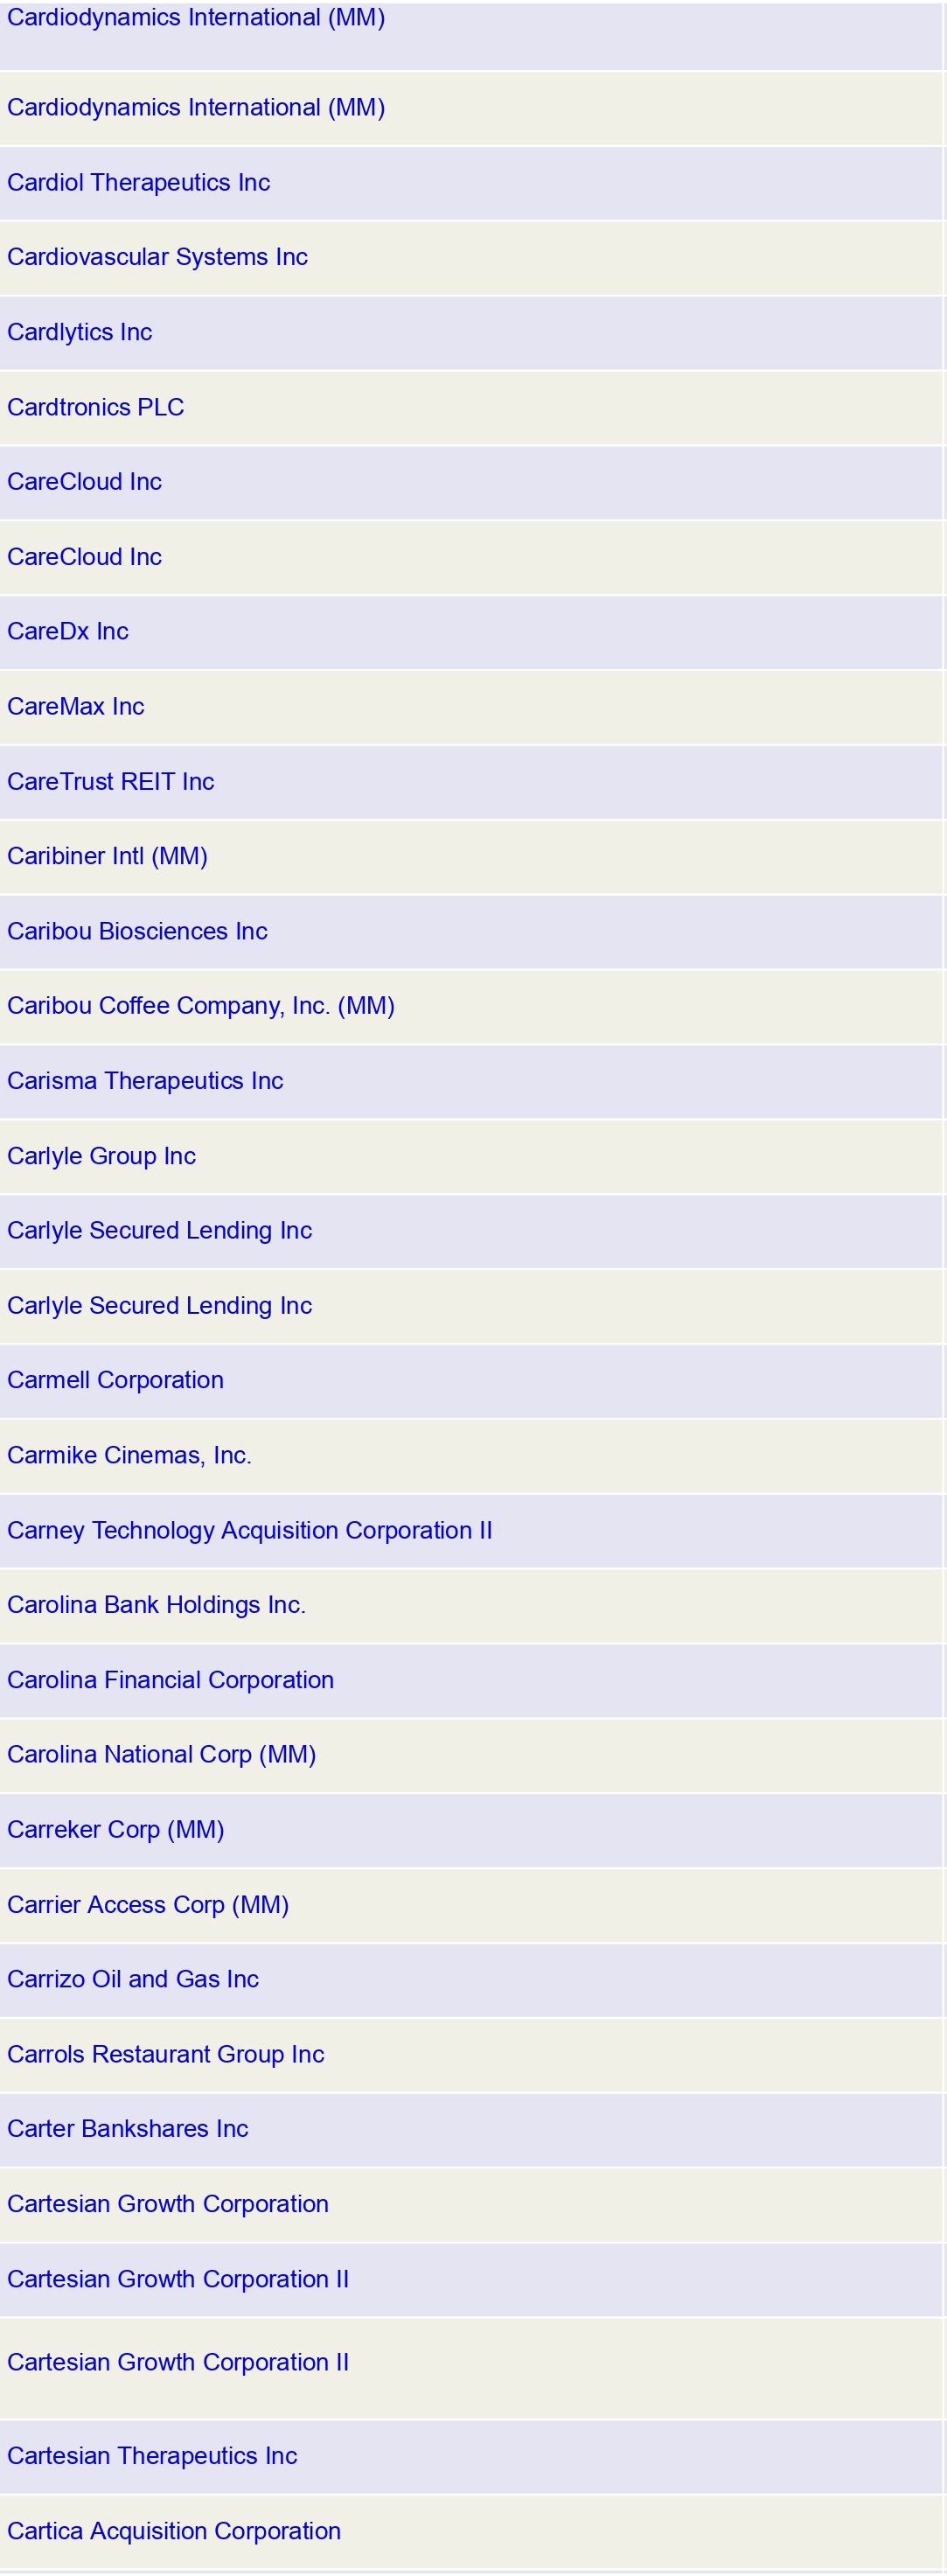 Cardiodynamics International (MM)
Cardiodynamics International (MM)
Cardiol Therapeutics Inc
Cardiovascular Systems Inc
Cardlytics Inc
Cardtronics PLC
CareCloud Inc
CareCloud Inc
CareDx Inc
CareMax Inc
CareTrust REIT Inc
Caribiner Intl (MM)
Caribou Biosciences Inc
Caribou Coffee Company, Inc. (MM)
Carisma Therapeutics Inc
Carlyle Group Inc
Carlyle Secured Lending Inc
Carlyle Secured Lending Inc
Carmell Corporation
Carmike Cinemas, Inc.
Carney Technology Acquisition Corporation II
Carolina Bank Holdings Inc.
Carolina Financial Corporation
Carolina National Corp (MM)
Carreker Corp (MM)
Carrier Access Corp (MM)
Carrizo Oil and Gas Inc
Carrols Restaurant Group Inc
Carter Bankshares Inc
Cartesian Growth Corporation
Cartesian Growth Corporation II
Cartesian Growth Corporation II
Cartesian Therapeutics Inc
Cartica Acquisition Corporation